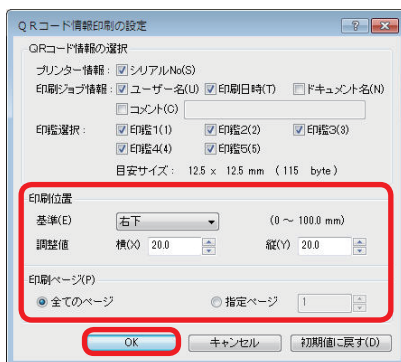 QRコード情報印刷の設定
QRコード情報の選択
プリンター情報： シリアルNo(S)
印刷ジョブ情報： ユーザー名(U) 印刷日時(T) ドキュメント名(N)
コメント(C)
印鑑選択： 印鑑1(1) 印鑑2(2) 印鑑3(3)
印鑑4(4) 印鑑5(5)
目安サイズ： 12.5 x 12.5 mm ( 115 byte )
印刷位置
基準(E) 右下 (0 ～ 100.0 mm)
調整値 横(X) 20.0 縦(Y) 20.0
印刷ページ(P)
全てのページ 指定ページ 1
OK キャンセル 初期値に戻す(D)